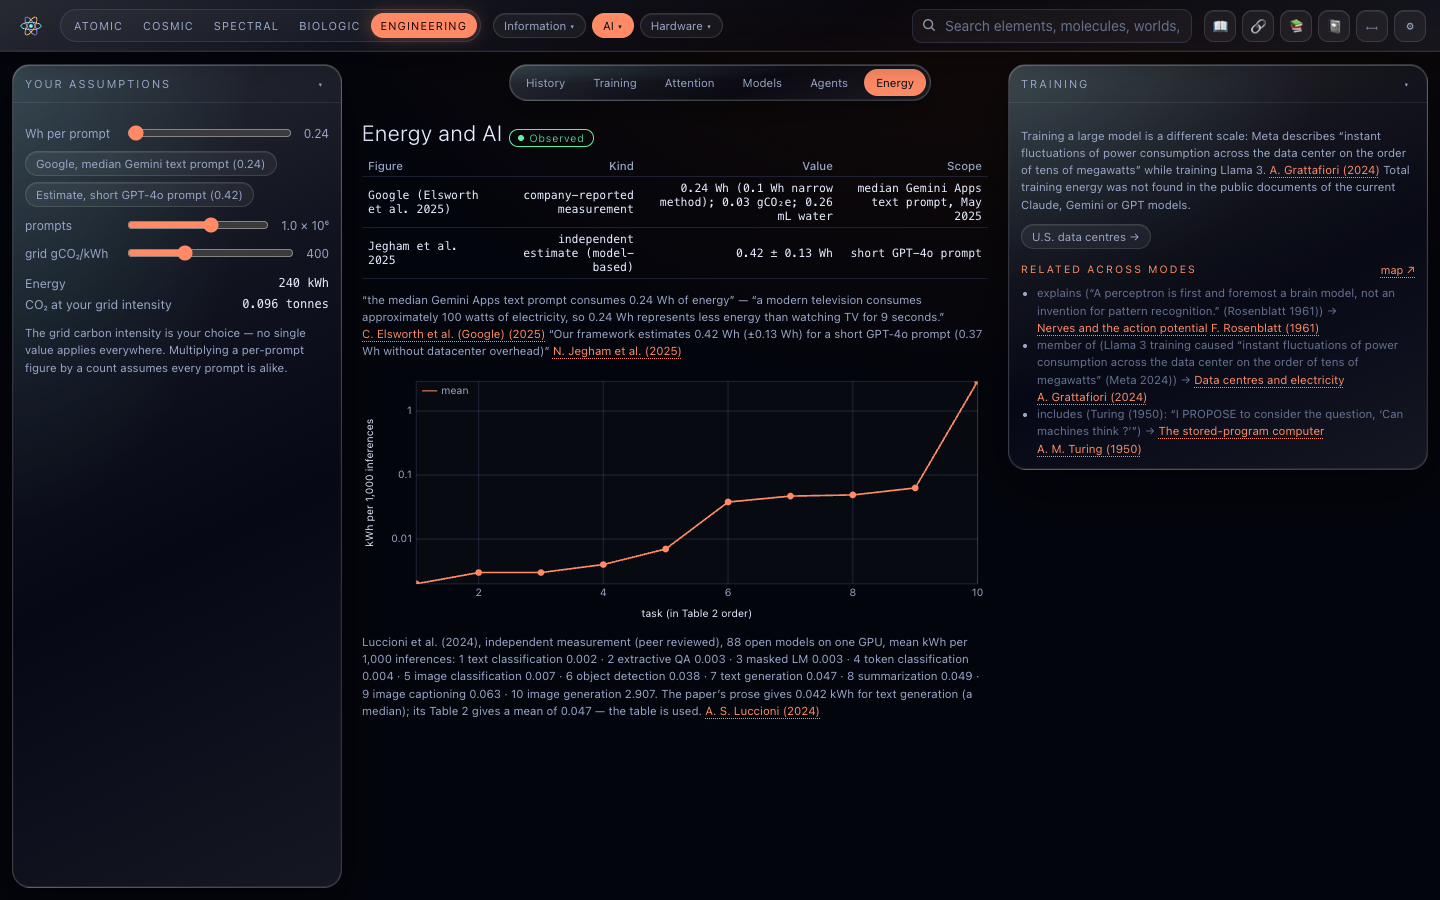 ATOMIC COSMIC SPECTRAL BIOLOGIC ENGINEERING Information ▾ AI ▾ Hardware ▾ Search elements, molecules, worlds,
YOUR ASSUMPTIONS
Wh per prompt 0.24
Google, median Gemini text prompt (0.24)
Estimate, short GPT-4o prompt (0.42)
prompts 1.0 × 10⁶
grid gCO₂/kWh 400
Energy 240 kWh
CO₂ at your grid intensity 0.096 tonnes
The grid carbon intensity is your choice — no single
value applies everywhere. Multiplying a per-prompt
figure by a count assumes every prompt is alike.
History Training Attention Models Agents Energy
Energy and AI Observed
Figure Kind Value Scope
Google (Elsworth et al. 2025) company-reported measurement 0.24 Wh (0.1 Wh narrow method); 0.03 gCO₂e; 0.26 mL water median Gemini Apps text prompt, May 2025
Jegham et al. 2025 independent estimate (model-based) 0.42 ± 0.13 Wh short GPT-4o prompt
“the median Gemini Apps text prompt consumes 0.24 Wh of energy” — “a modern television consumes
approximately 100 watts of electricity, so 0.24 Wh represents less energy than watching TV for 9 seconds.”
C. Elsworth et al. (Google) (2025) “Our framework estimates 0.42 Wh (±0.13 Wh) for a short GPT-4o prompt (0.37
Wh without datacenter overhead)” N. Jegham et al. (2025)
mean
kWh per 1,000 inferences
1
0.1
0.01
2 4 6 8 10
task (in Table 2 order)
Luccioni et al. (2024), independent measurement (peer reviewed), 88 open models on one GPU, mean kWh per
1,000 inferences: 1 text classification 0.002 · 2 extractive QA 0.003 · 3 masked LM 0.003 · 4 token classification
0.004 · 5 image classification 0.007 · 6 object detection 0.038 · 7 text generation 0.047 · 8 summarization 0.049 ·
9 image captioning 0.063 · 10 image generation 2.907. The paper’s prose gives 0.042 kWh for text generation (a
median); its Table 2 gives a mean of 0.047 — the table is used. A. S. Luccioni (2024)
TRAINING
Training a large model is a different scale: Meta describes “instant
fluctuations of power consumption across the data center on the order
of tens of megawatts” while training Llama 3. A. Grattafiori (2024) Total
training energy was not found in the public documents of the current
Claude, Gemini or GPT models.
U.S. data centres →
RELATED ACROSS MODES map ↗
explains (“A perceptron is first and foremost a brain model, not an
invention for pattern recognition.” (Rosenblatt 1961)) →
Nerves and the action potential F. Rosenblatt (1961)
member of (Llama 3 training caused “instant fluctuations of power
consumption across the data center on the order of tens of
megawatts” (Meta 2024)) → Data centres and electricity
A. Grattafiori (2024)
includes (Turing (1950): “I PROPOSE to consider the question, ‘Can
machines think ?’”) → The stored-program computer
A. M. Turing (1950)